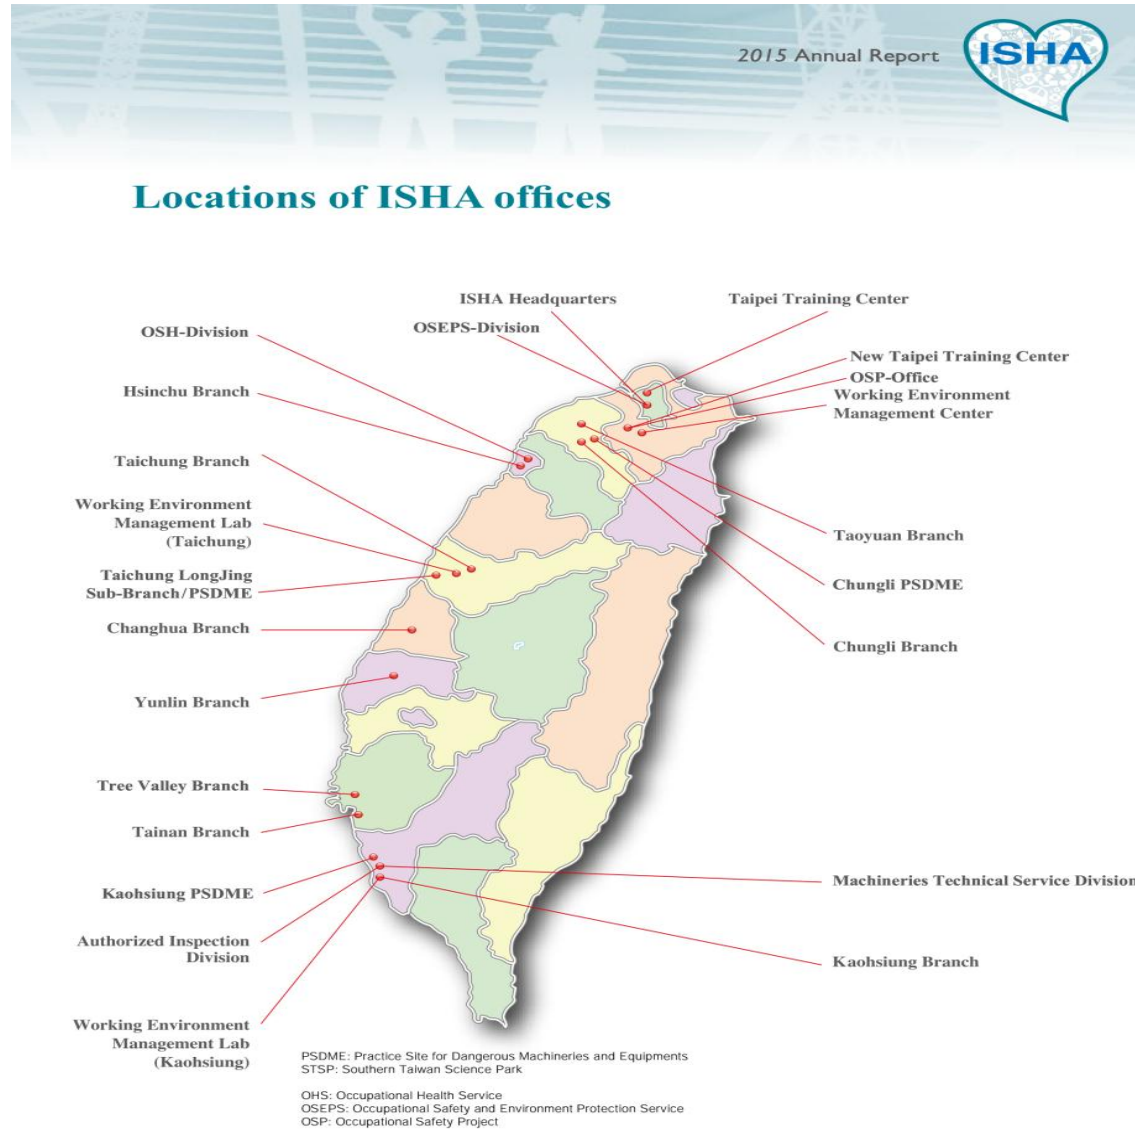 2015 Annual Report
ISHA
Locations of ISHA offices
ISHA Headquarters
Taipei Training Center
OSH-Division
OSEPS-Division
New Taipei Training Center
OSP-Office
Hsinchu Branch
Working Environment
Management Center
Taichung Branch
Working Environment
Management Lab
(Taichung)
Taoyuan Branch
Taichung LongJing
Sub-Branch/PSDME
Chungli PSDME
Changhua Branch
Chungli Branch
Yunlin Branch
Tree Valley Branch
Tainan Branch
Kaohsiung PSDME
Machineries Technical Service Division
Authorized Inspection
Division
Kaohsiung Branch
Working Environment
Management Lab
(Kaohsiung)
PSDME: Practice Site for Dangerous Machineries and Equipments
STSP: Southern Taiwan Science Park
OHS: Occupational Health Service
OSEPS: Occupational Safety and Environment Protection Service
OSP: Occupational Safety Project